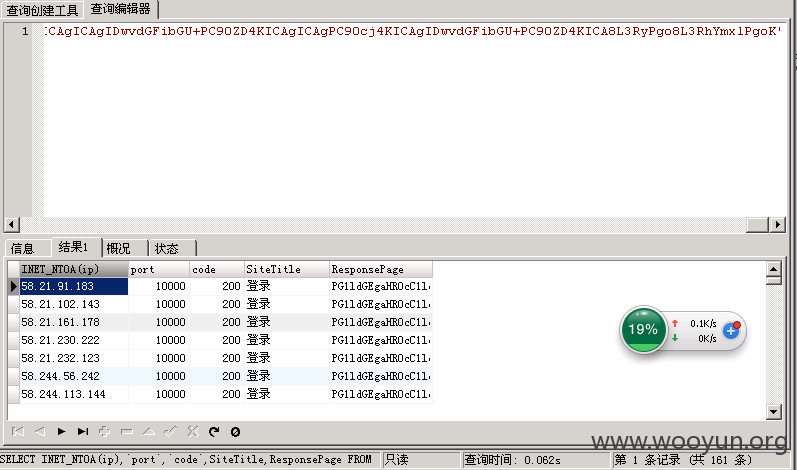 查询创建工具 查询编辑器
1 ICAgICAgIDwvdGFibGU+PC9OZD4KICAgICAgPC9Ocj4KICAgIDwvdGFibGU+PC9OZD4KICA8L3RyPgo8L3RhYmxlPgoK'
信息 结果1 概况 状态
INET_NTOA(ip) port code SiteTitle ResponsePage
58.21.91.183 10000 200 登录 PG1ldGEgaHR0cC1l
58.21.102.143 10000 200 登录 PG1ldGEgaHR0cC1l
58.21.161.178 10000 200 登录 PG1ldGEgaHR0cC1l
58.21.230.222 10000 200 登录 PG1ldGEgaHR0cC1l
58.21.232.123 10000 200 登录 PG1ldGEgaHR0cC1l
58.244.56.242 10000 200 登录 PG1ldGEgaHR0cC1l
58.244.113.144 10000 200 登录 PG1ldGEgaHR0cC1l
19% 0.1K/s
0K/s
www.wooyun.org
SELECT INET_NTOA(ip),`port`,`code`,SiteTitle,ResponsePage FROM 只读 查询时间: 0.062s 第 1 条记录 (共 161 条)